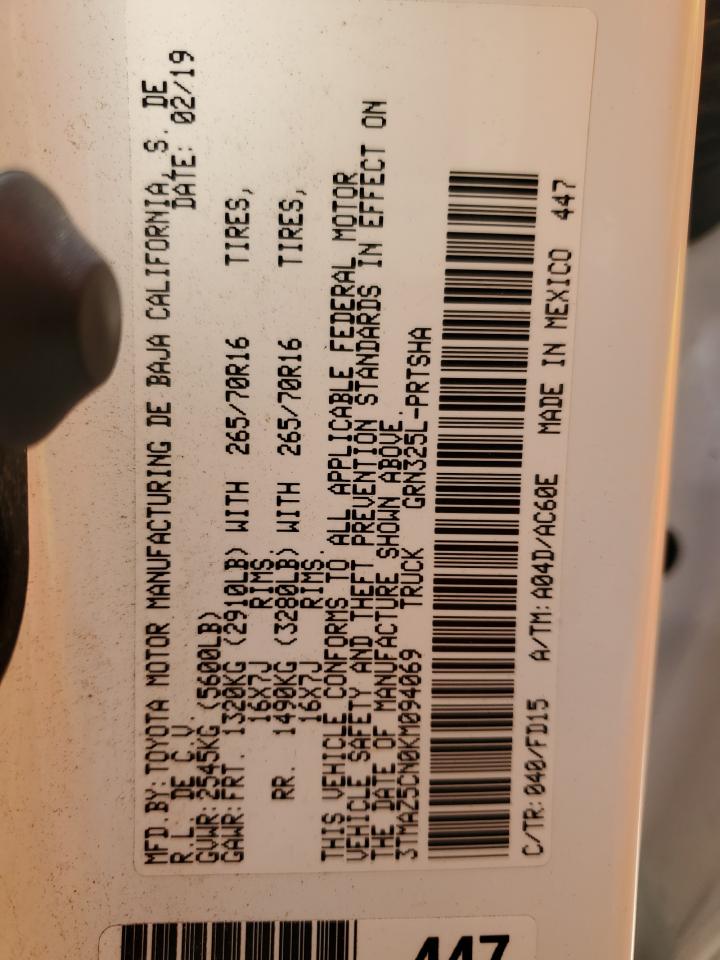 MFD.BY:TOYOTA MOTOR MANUFACTURING DE BAJA CALIFORNIA, S. DE
R.L. DE C.V. DATE: 02/19
GVWR:2545KG (5600LB)
GAWR:FRT. 1320KG (2910LB) WITH 265/70R16 TIRES,
16X7J RIMS
RR. 1490KG (3280LB) WITH 265/70R16 TIRES,
16X7J RIMS.
THIS VEHICLE CONFORMS TO ALL APPLICABLE FEDERAL MOTOR
VEHICLE SAFETY AND THEFT PREVENTION STANDARDS IN EFFECT ON
THE DATE OF MANUFACTURE SHOWN ABOVE.
3TMAZ5CN0KM094069 TRUCK GRN325L-PRTSHA
C/TR:040/FD15 A/TM:A04D/AC60E MADE IN MEXICO 447
447